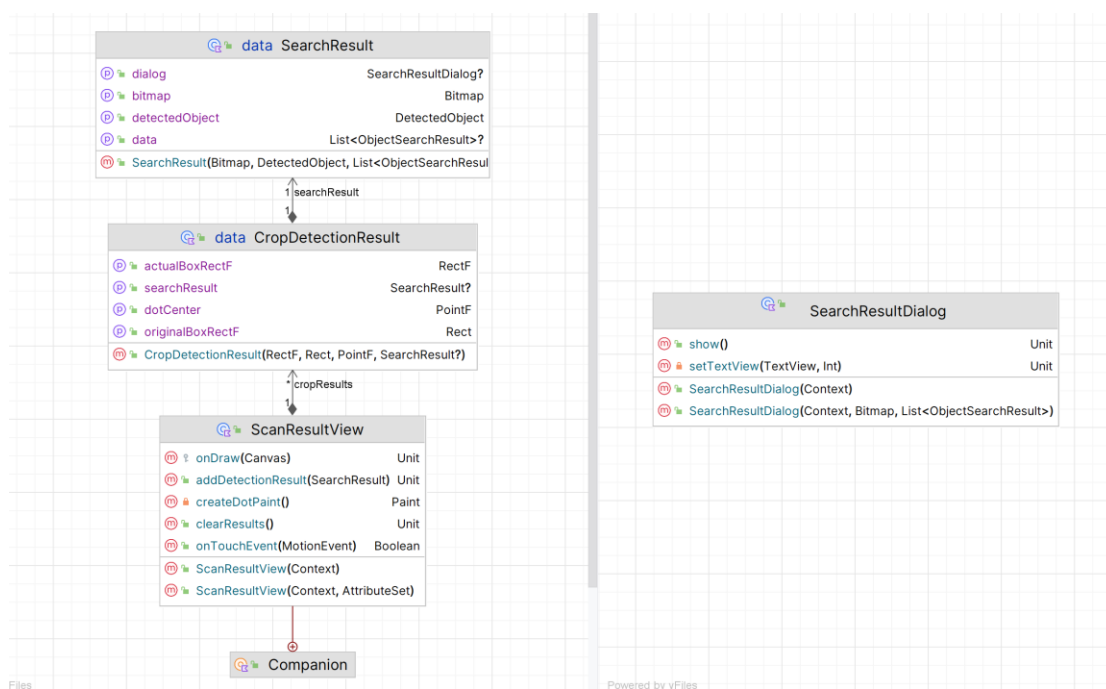 data SearchResult
dialog SearchResultDialog?
bitmap Bitmap
detectedObject DetectedObject
data List<ObjectSearchResult>?
SearchResult(Bitmap, DetectedObject, List<ObjectSearchResul
1 searchResult
1
data CropDetectionResult
actualBoxRectF RectF
searchResult SearchResult?
dotCenter PointF
originalBoxRectF Rect
CropDetectionResult(RectF, Rect, PointF, SearchResult?)
* cropResults
1
ScanResultView
onDraw(Canvas) Unit
addDetectionResult(SearchResult) Unit
createDotPaint() Paint
clearResults() Unit
onTouchEvent(MotionEvent) Boolean
ScanResultView(Context)
ScanResultView(Context, AttributeSet)
Companion
Files
SearchResultDialog
show() Unit
setTextView(TextView, Int) Unit
SearchResultDialog(Context)
SearchResultDialog(Context, Bitmap, List<ObjectSearchResult>)
Powered by yFiles